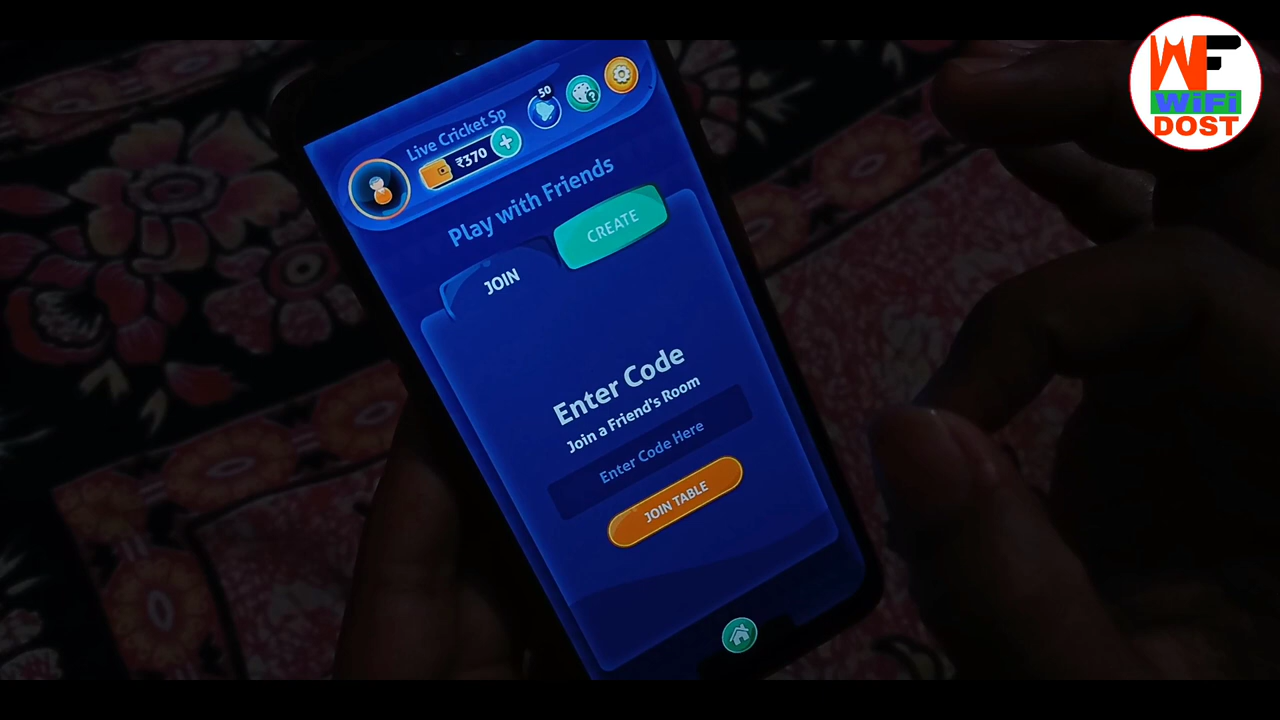 WF
WiFi
DOST
50
Live Cricket Sp
₹370
Play with Friends
JOIN
CREATE
Enter Code
Join a Friend's Room
Enter Code Here
JOIN TABLE